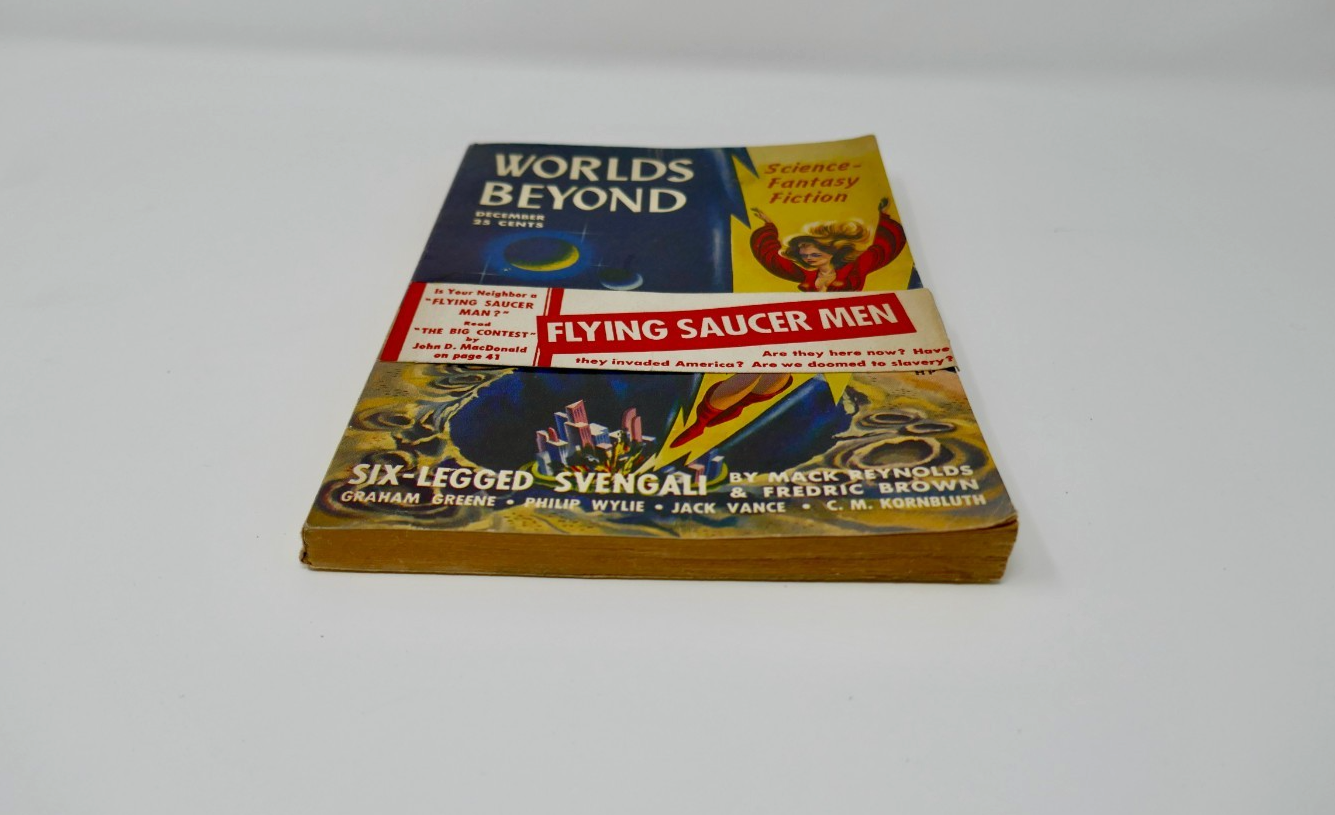 WORLDS
BEYOND
DECEMBER
25 CENTS
Science-
Fantasy
Fiction
Is Your Neighbor a
"FLYING SAUCER
MAN?"
Read
"THE BIG CONTEST"
by
John D. MacDonald
on page 41
FLYING SAUCER MEN
Are they here now? Have
they invaded America? Are we doomed to slavery?
SIX-LEGGED SVENGALI
BY MACK REYNOLDS
& FREDRIC BROWN
GRAHAM GREENE • PHILIP WYLIE • JACK VANCE • C. M. KORNBLUTH